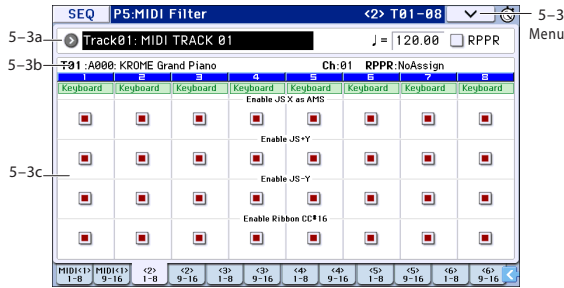 SEQ P5:MIDI Filter <2> T01-08
5-3
Menu
5-3a
Track01: MIDI TRACK 01 ♩= 120.00 RPPR
5-3b
T01 :A000: KROME Grand Piano Ch:01 RPPR:NoAssign
1 2 3 4 5 6 7 8
Keyboard Keyboard Keyboard Keyboard Keyboard Keyboard Keyboard Keyboard
Enable JS X as AMS
Enable JS+Y
5-3c
Enable JS-Y
Enable Ribbon CC#16
MIDI<1> 1-8 MIDI<1> 9-16 <2> 1-8 <2> 9-16 <3> 1-8 <3> 9-16 <4> 1-8 <4> 9-16 <5> 1-8 <5> 9-16 <6> 1-8 <6> 9-16